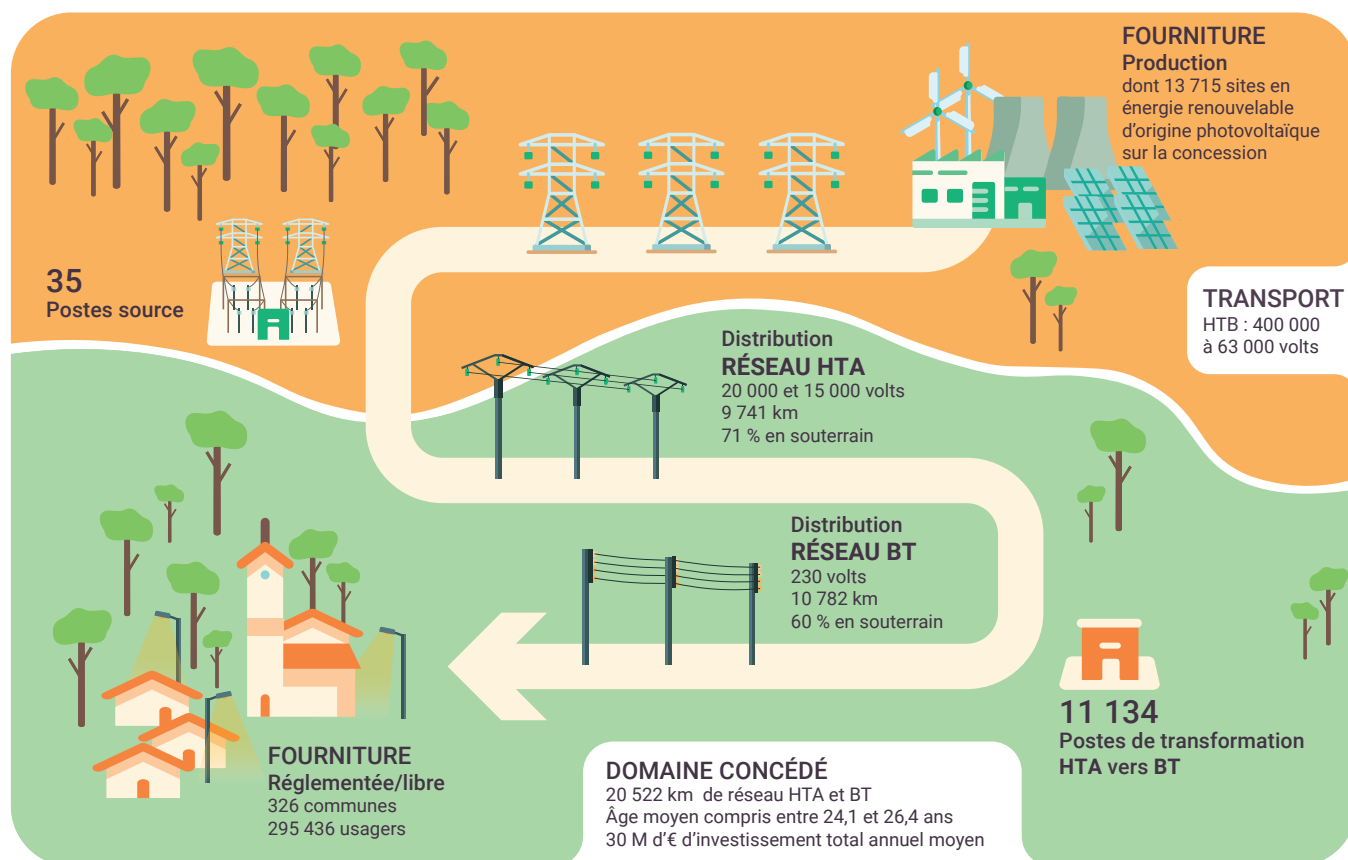 FOURNITURE
Production
dont 13 715 sites en
énergie renouvelable
d'origine photovoltaïque
sur la concession
35
Postes source
TRANSPORT
HTB : 400 000
à 63 000 volts
Distribution
RÉSEAU HTA
20 000 et 15 000 volts
9 741 km
71 % en souterrain
Distribution
RÉSEAU BT
230 volts
10 782 km
60 % en souterrain
11 134
Postes de transformation
HTA vers BT
FOURNITURE
Réglementée/libre
326 communes
295 436 usagers
DOMAINE CONCÉDÉ
20 522 km de réseau HTA et BT
Âge moyen compris entre 24,1 et 26,4 ans
30 M d'€ d'investissement total annuel moyen